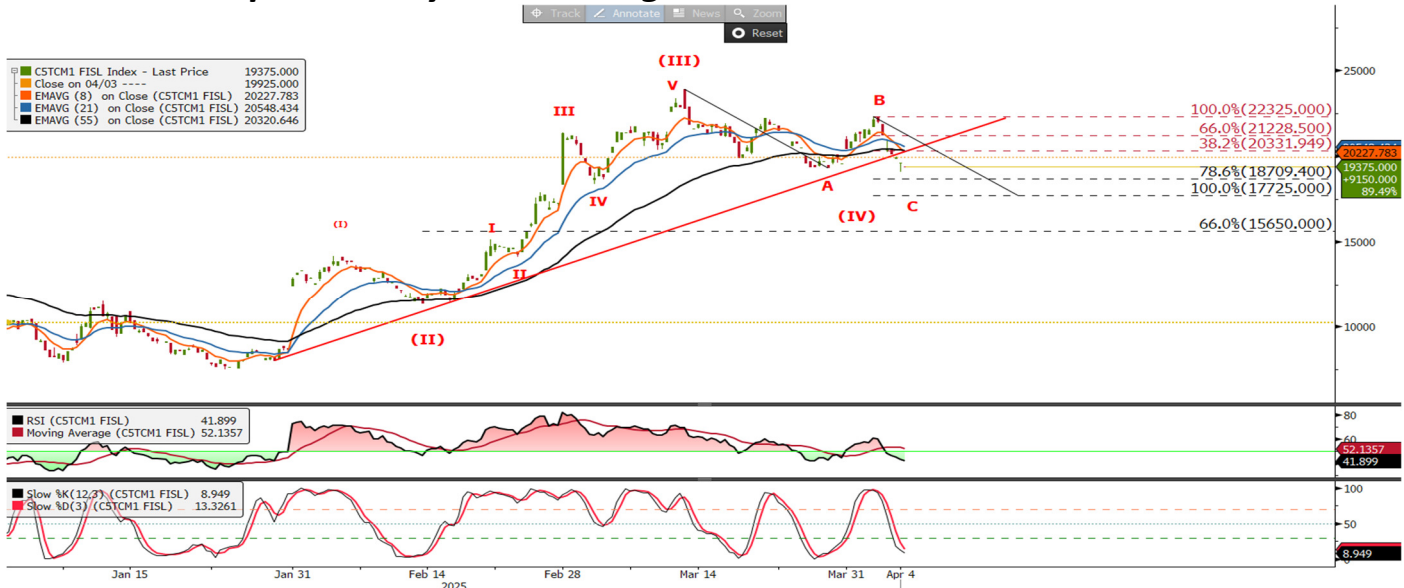 Track Annotate News Zoom
Reset
C5TCM1 FISL Index - Last Price 19375.000
Close on 04/03 ---- 19925.000
EMAVG (8) on Close (C5TCM1 FISL) 20227.783
EMAVG (21) on Close (C5TCM1 FISL) 20548.434
EMAVG (55) on Close (C5TCM1 FISL) 20320.646
(III)
V
III
B
IV
A
(IV)
C
(I)
I
II
(II)
100.0%(22325.000)
66.0%(21228.500)
38.2%(20331.949)
78.6%(18709.400)
100.0%(17725.000)
66.0%(15650.000)
25000
20227.783
19375.000
+9150.000
89.49%
15000
10000
RSI (C5TCM1 FISL) 41.899
Moving Average (C5TCM1 FISL) 52.1357
80
60
52.1357
41.899
Slow %K(12,3) (C5TCM1 FISL) 8.949
Slow %D(3) (C5TCM1 FISL) 13.3261
100
50
8.949
0
Jan 15 Jan 31 Feb 14 Feb 28 Mar 14 Mar 31 Apr 4
2025